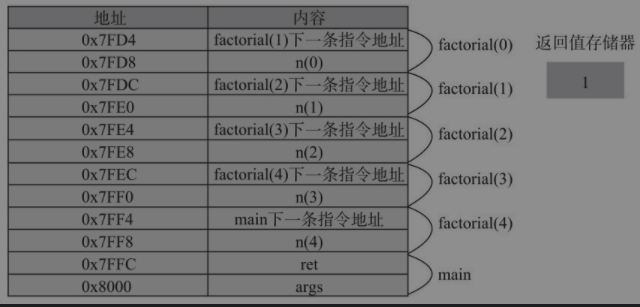 地址 内容
0x7FD4 factorial(1)下一条指令地址
0x7FD8 n(0)
factorial(0)
0x7FDC factorial(2)下一条指令地址
0x7FE0 n(1)
factorial(1)
0x7FE4 factorial(3)下一条指令地址
0x7FE8 n(2)
factorial(2)
0x7FEC factorial(4)下一条指令地址
0x7FF0 n(3)
factorial(3)
0x7FF4 main下一条指令地址
0x7FF8 n(4)
factorial(4)
0x7FFC ret
0x8000 args
main
返回值存储器
1